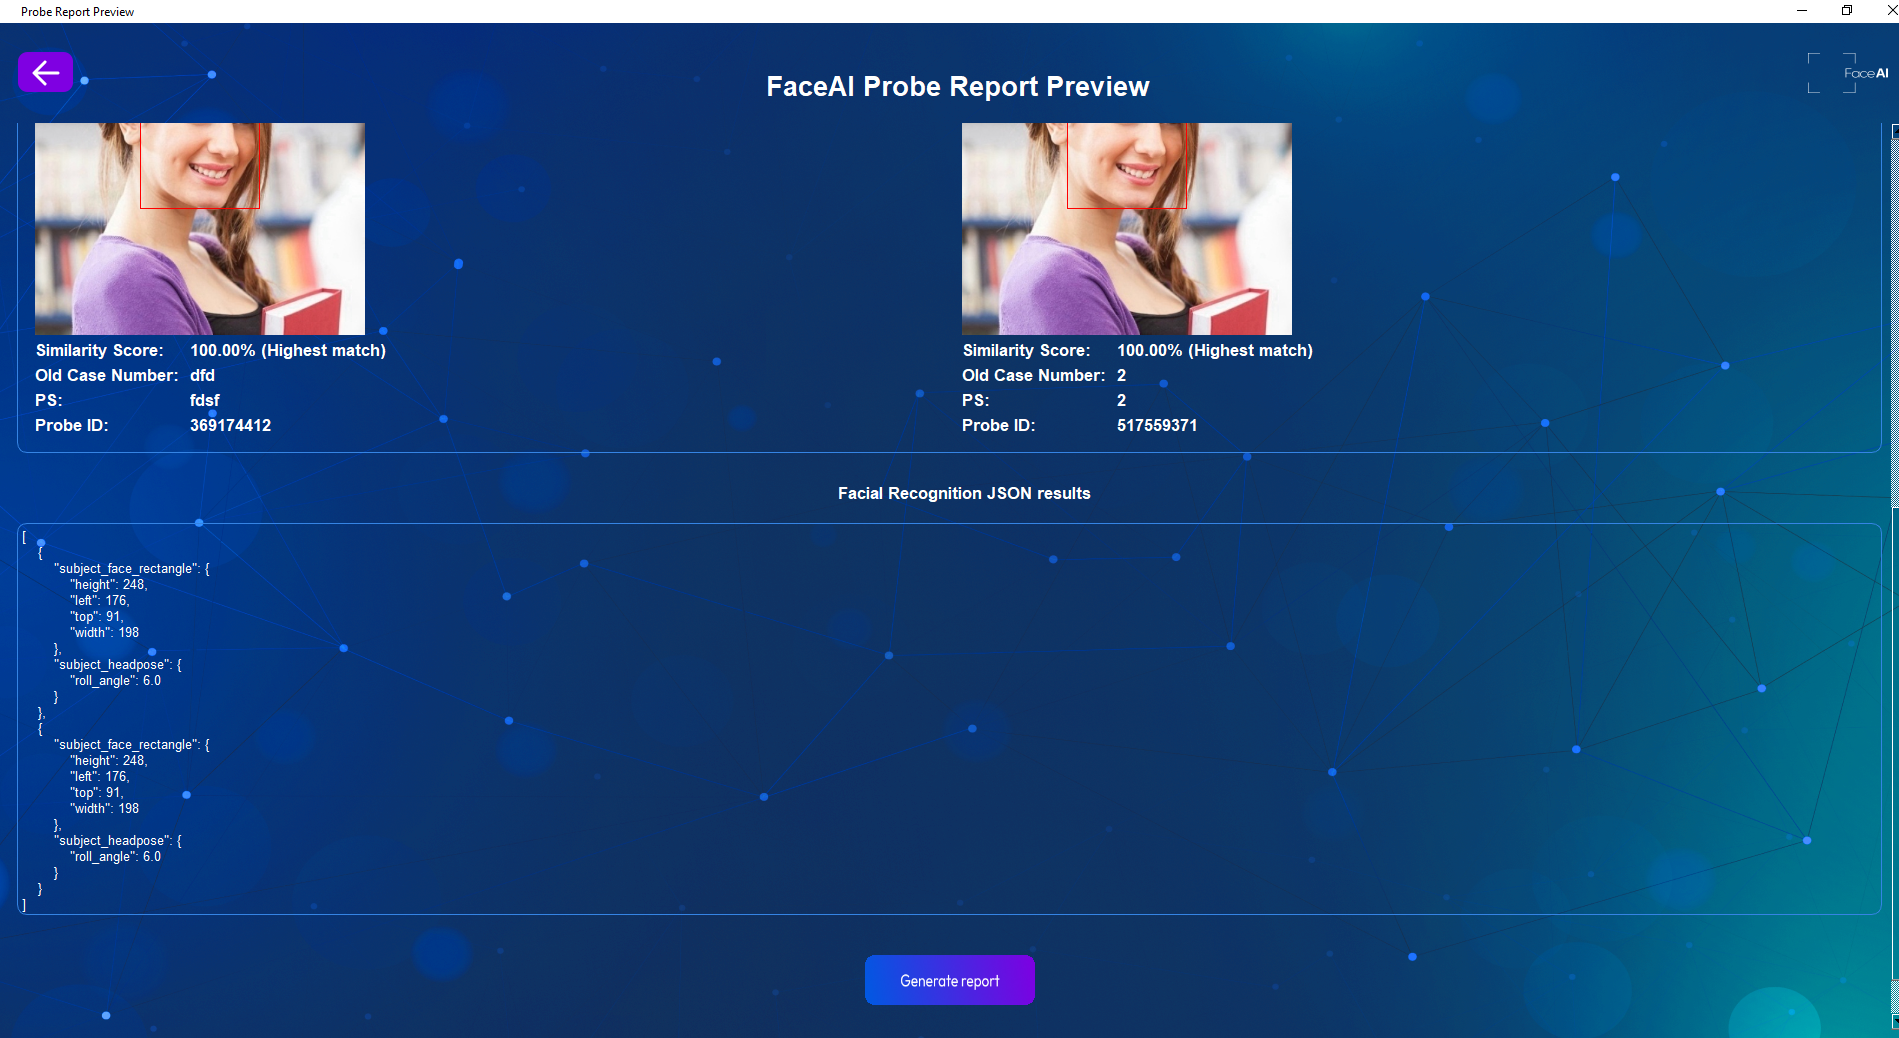 Probe Report Preview
FaceAI Probe Report Preview
FaceAI
Similarity Score: 100.00% (Highest match)
Old Case Number: dfd
PS: fdsf
Probe ID: 369174412
Similarity Score: 100.00% (Highest match)
Old Case Number: 2
PS: 2
Probe ID: 517559371
Facial Recognition JSON results
[
{
"subject_face_rectangle": {
"height": 248,
"left": 176,
"top": 91,
"width": 198
},
"subject_headpose": {
"roll_angle": 6.0
}
},
{
"subject_face_rectangle": {
"height": 248,
"left": 176,
"top": 91,
"width": 198
},
"subject_headpose": {
"roll_angle": 6.0
}
}
]
Generate report